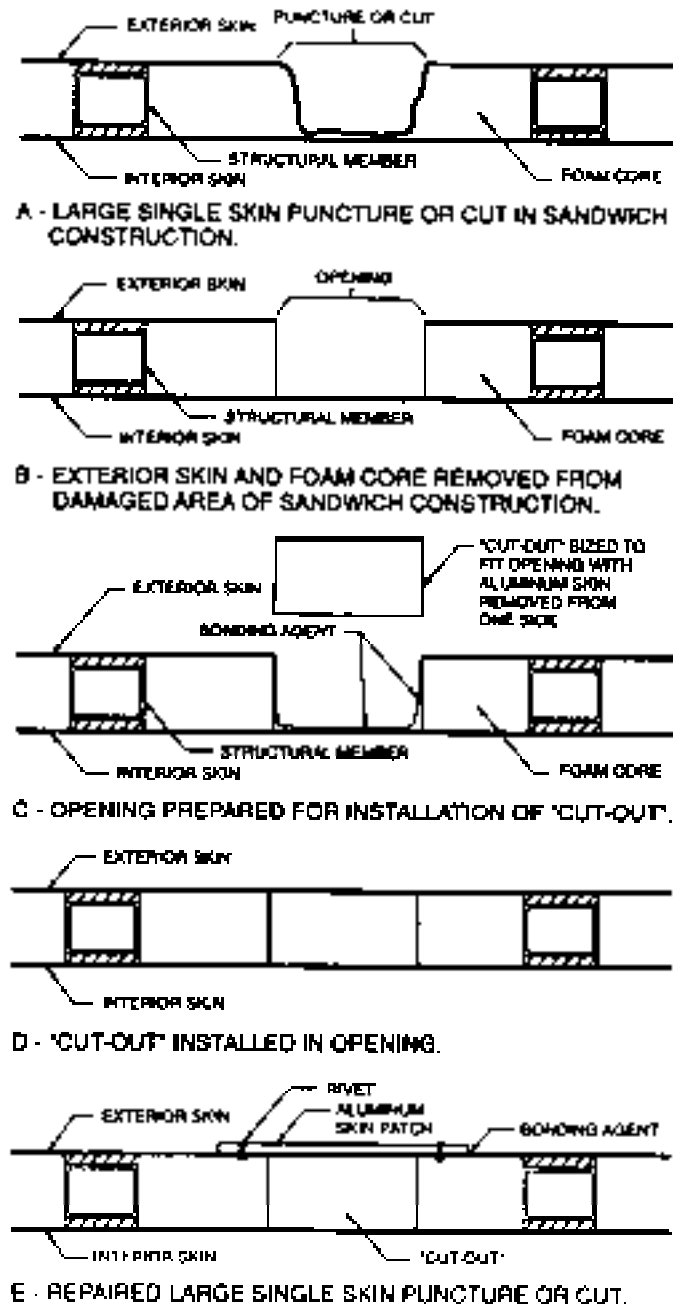 EXTERIOR SKIN
PUNCTURE OR CUT
STRUCTURAL MEMBER
INTERIOR SKIN
FOAM CORE
A - LARGE SINGLE SKIN PUNCTURE OR CUT IN SANDWICH
CONSTRUCTION.
EXTERIOR SKIN
OPENING
STRUCTURAL MEMBER
INTERIOR SKIN
FOAM CORE
B - EXTERIOR SKIN AND FOAM CORE REMOVED FROM
DAMAGED AREA OF SANDWICH CONSTRUCTION.
"CUT-OUT" SIZED TO
FIT OPENING WITH
ALUMINUM SKIN
REMOVED FROM
ONE SIDE
EXTERIOR SKIN
BONDING AGENT
STRUCTURAL MEMBER
INTERIOR SKIN
FOAM CORE
C - OPENING PREPARED FOR INSTALLATION OF "CUT-OUT".
EXTERIOR SKIN
INTERIOR SKIN
D - "CUT-OUT" INSTALLED IN OPENING.
RIVET
EXTERIOR SKIN
ALUMINUM
SKIN PATCH
BONDING AGENT
INTERIOR SKIN
"CUT-OUT"
E - REPAIRED LARGE SINGLE SKIN PUNCTURE OR CUT.